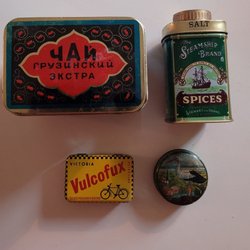 ЧАЙ
ГРУЗИНСКИЙ
ЭКСТРА
SALT
STEAMSHIP
BRAND
SPICES
VICTORIA
Vulcofux